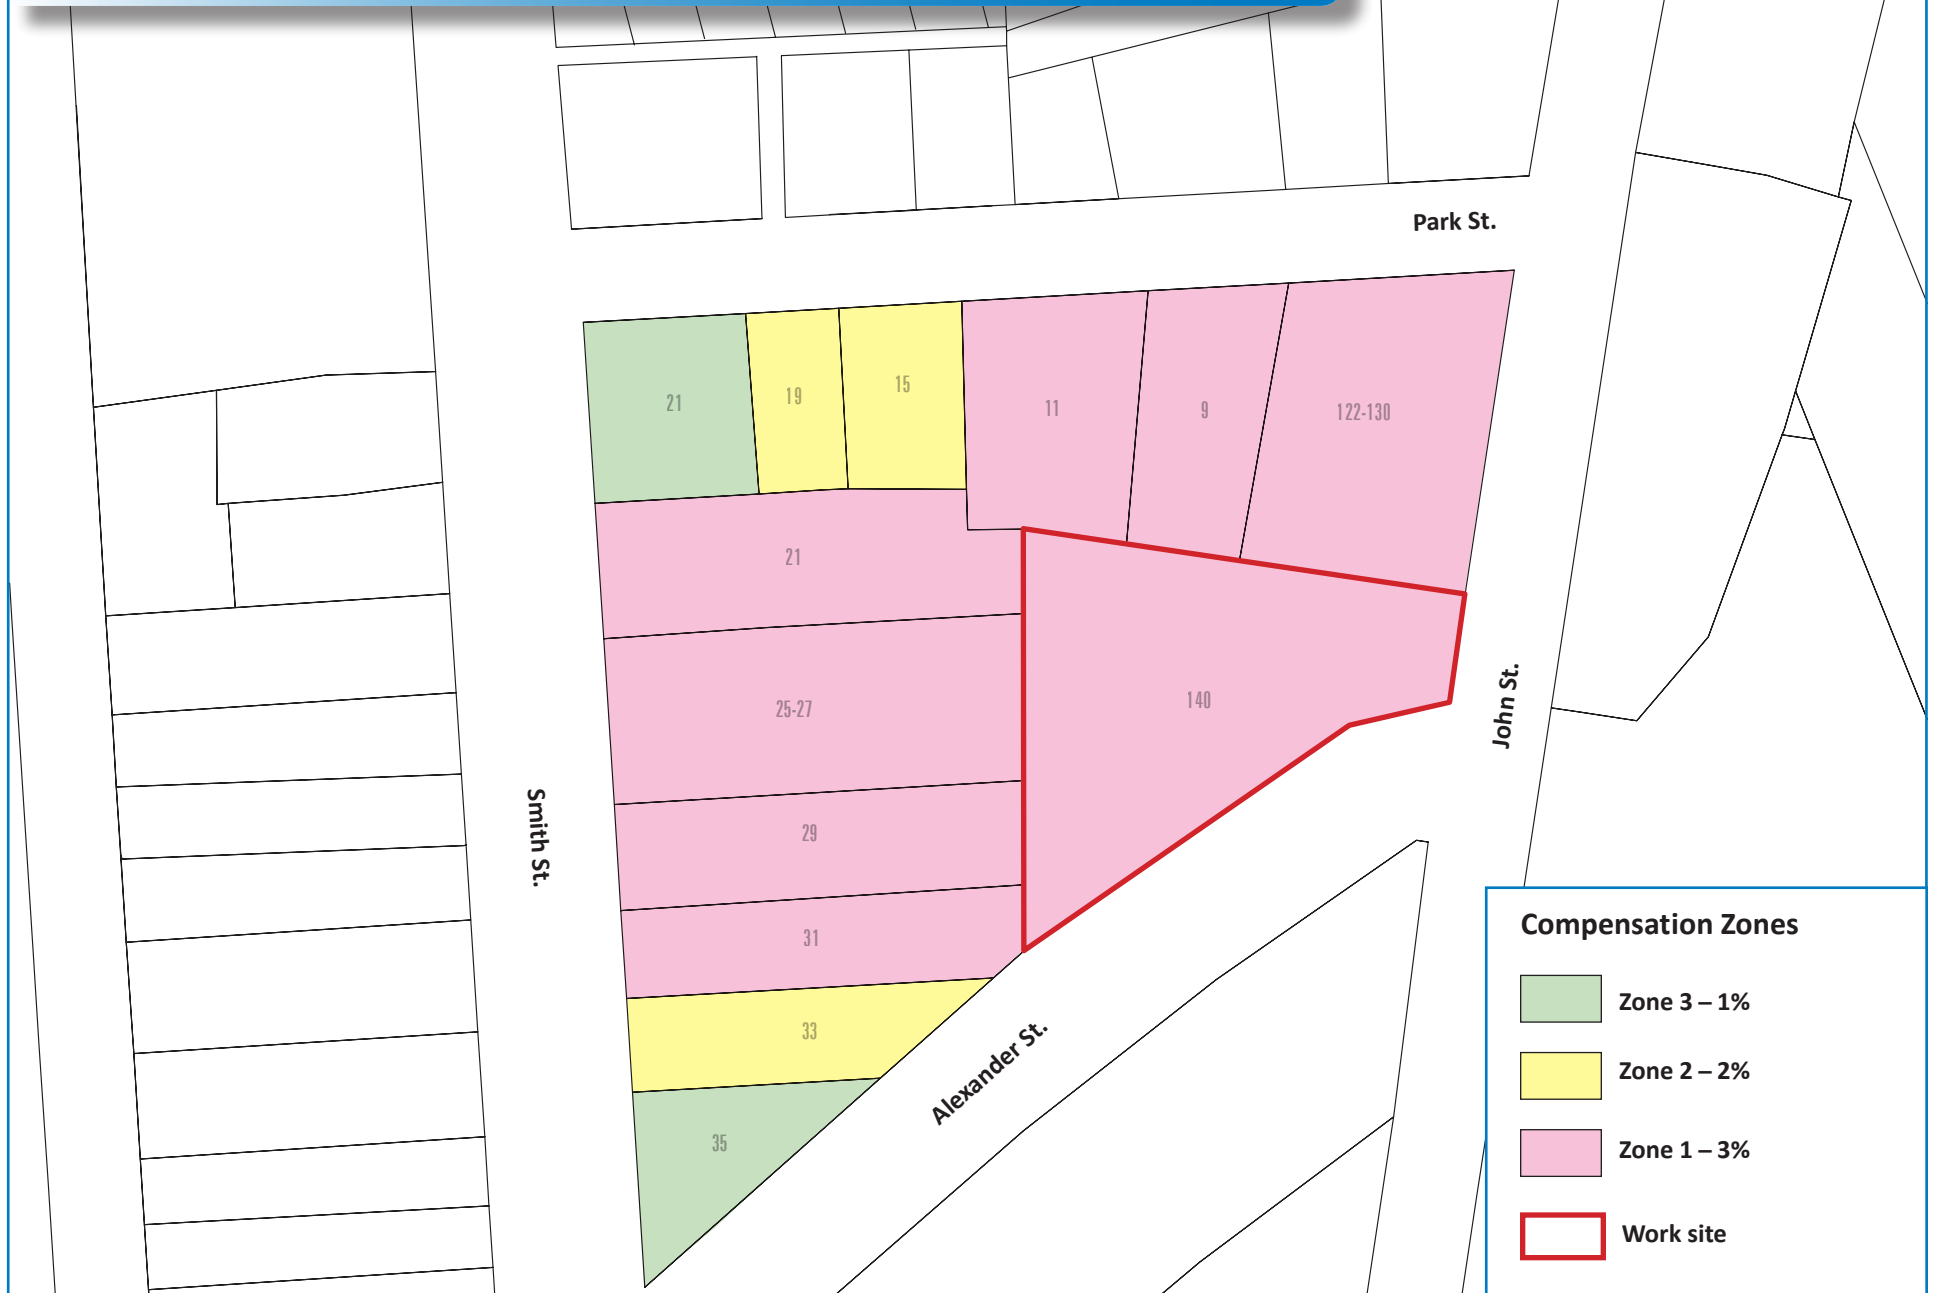 Park St.
21
19
15
11
9
122-130
21
25-27
140
John St.
Smith St.
29
31
33
Alexander St.
35
Compensation Zones
Zone 3 – 1%
Zone 2 – 2%
Zone 1 – 3%
Work site